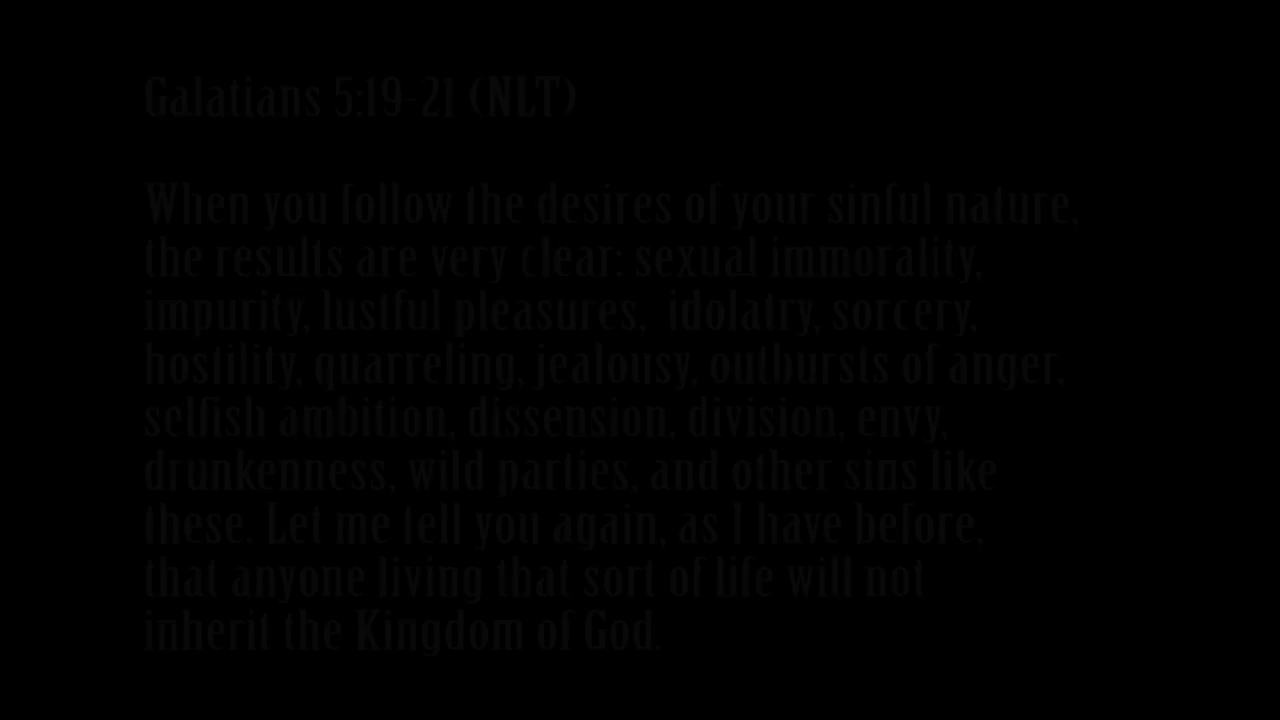 Galatians 5:19-21 (NLT)
When you follow the desires of your sinful nature,
the results are very clear: sexual immorality,
impurity, lustful pleasures, idolatry, sorcery,
hostility, quarreling, jealousy, outbursts of anger,
selfish ambition, dissension, division, envy,
drunkenness, wild parties, and other sins like
these. Let me tell you again, as I have before,
that anyone living that sort of life will not
inherit the Kingdom of God.